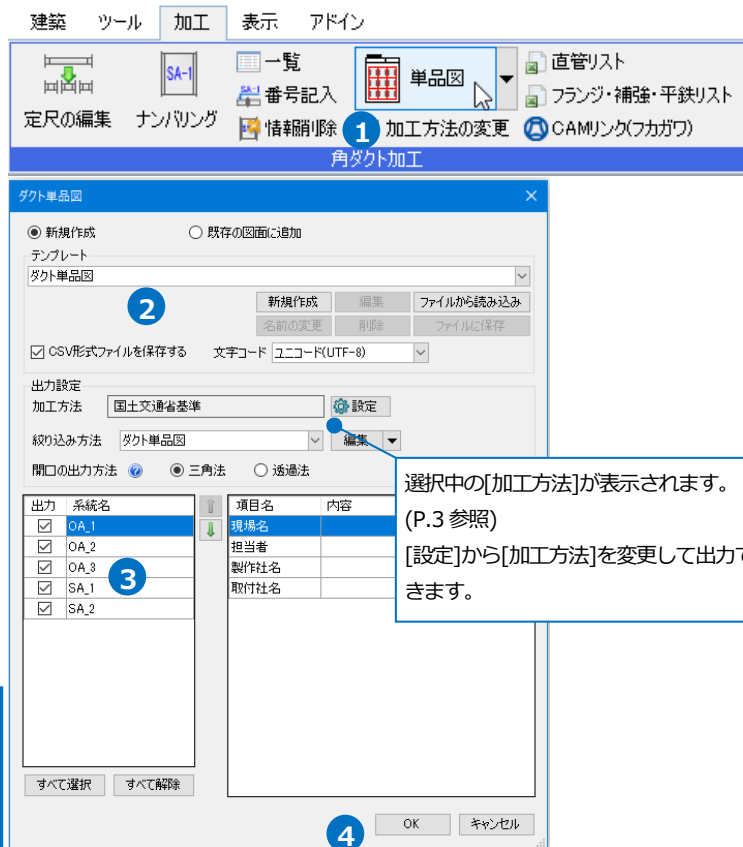 建築 ツール 加工 表示 アドイン
定尺の編集
SA-1
ナンバリング
一覧
番号記入
情報削除
単品図
1
加工方法の変更
直管リスト
フランジ・補強・平鉄リスト
CAMリンク(フカガワ)
角ダクト加工
ダクト単品図
新規作成 既存の図面に追加
テンプレート
ダクト単品図
2
新規作成 編集 ファイルから読み込み
名前の変更 削除 ファイルに保存
CSV形式ファイルを保存する 文字コード ユニコード(UTF-8)
出力設定
加工方法 国土交通省基準 設定
絞り込み方法 ダクト単品図 編集
開口の出力方法 ? 三角法 透過法
選択中の[加工方法]が表示されます。
(P.3 参照)
[設定]から[加工方法]を変更して出力で
きます。
出力 系統名
OA_1
OA_2
OA_3
SA_1
SA_2
3
項目名 内容
現場名
担当者
製作社名
取付社名
すべて選択 すべて解除
4
OK キャンセル